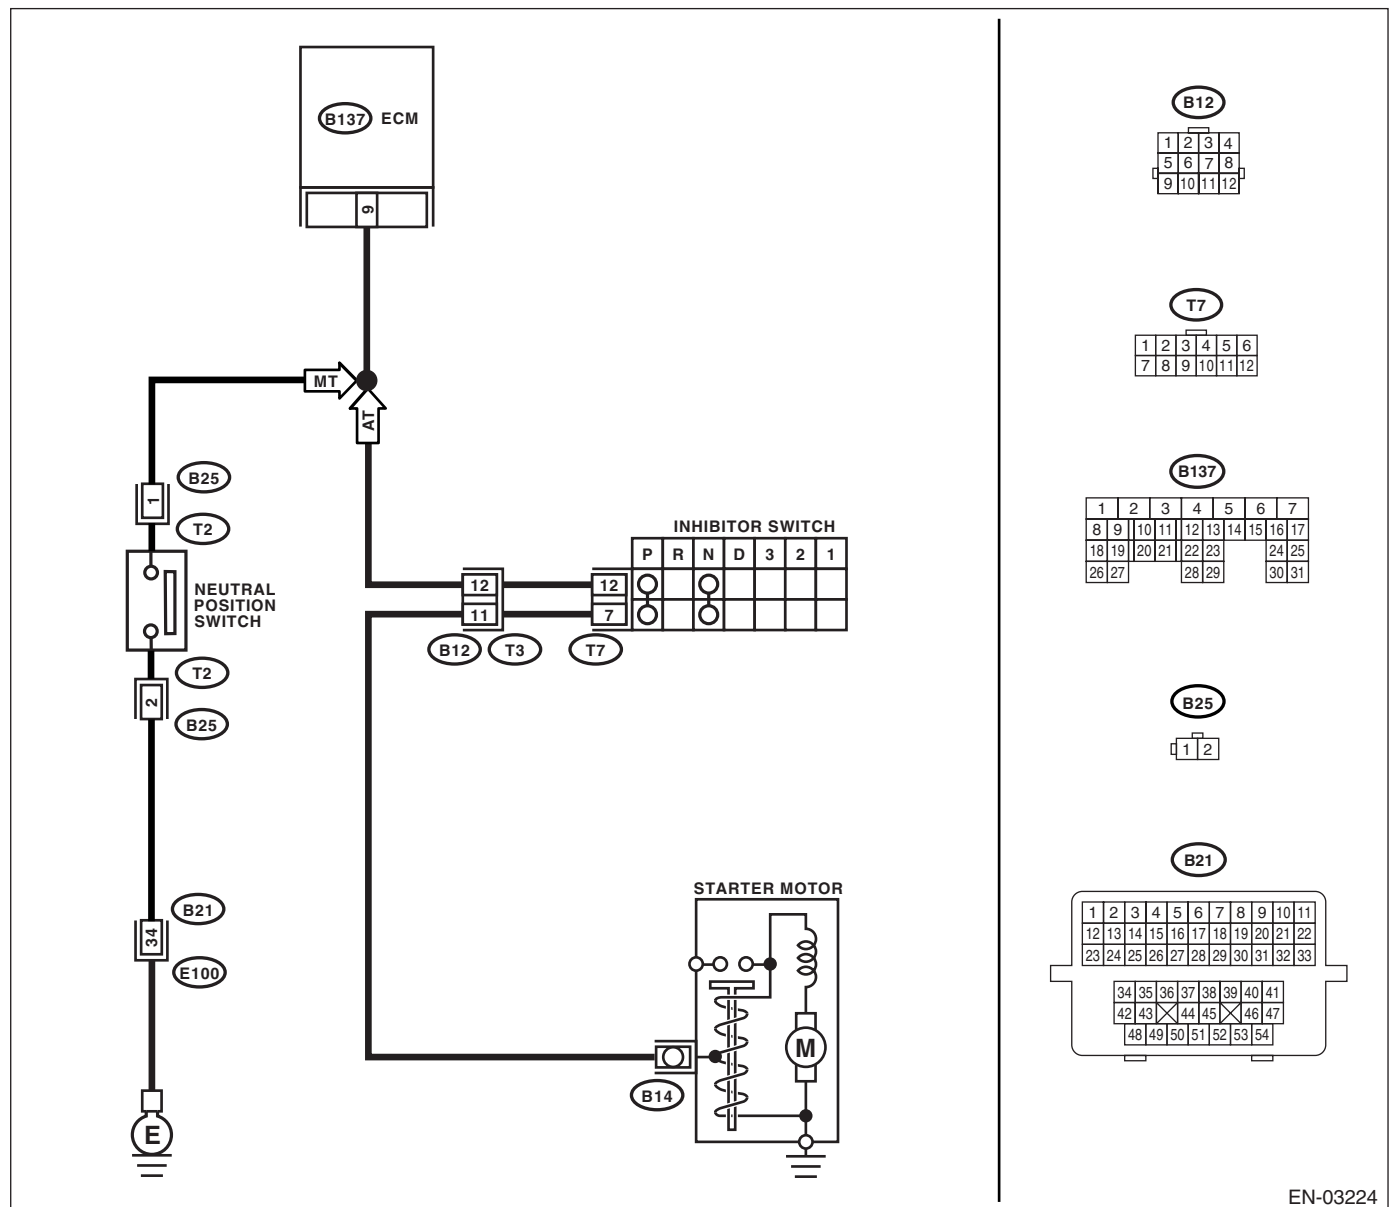 B137 ECM
9
MT
AT
B25
1
T2
NEUTRAL
POSITION
SWITCH
T2
2
B25
B21
34
E100
E
INHIBITOR SWITCH
P R N D 3 2 1
12 12
11 7
B12 T3 T7
STARTER MOTOR
M
B14
B12
1 2 3 4
5 6 7 8
9 10 11 12
T7
1 2 3 4 5 6
7 8 9 10 11 12
B137
1 2 3 4 5 6 7
8 9 10 11 12 13 14 15 16 17
18 19 20 21 22 23 24 25
26 27 28 29 30 31
B25
1 2
B21
1 2 3 4 5 6 7 8 9 10 11
12 13 14 15 16 17 18 19 20 21 22
23 24 25 26 27 28 29 30 31 32 33
34 35 36 37 38 39 40 41
42 43 44 45 46 47
48 49 50 51 52 53 54
EN-03224